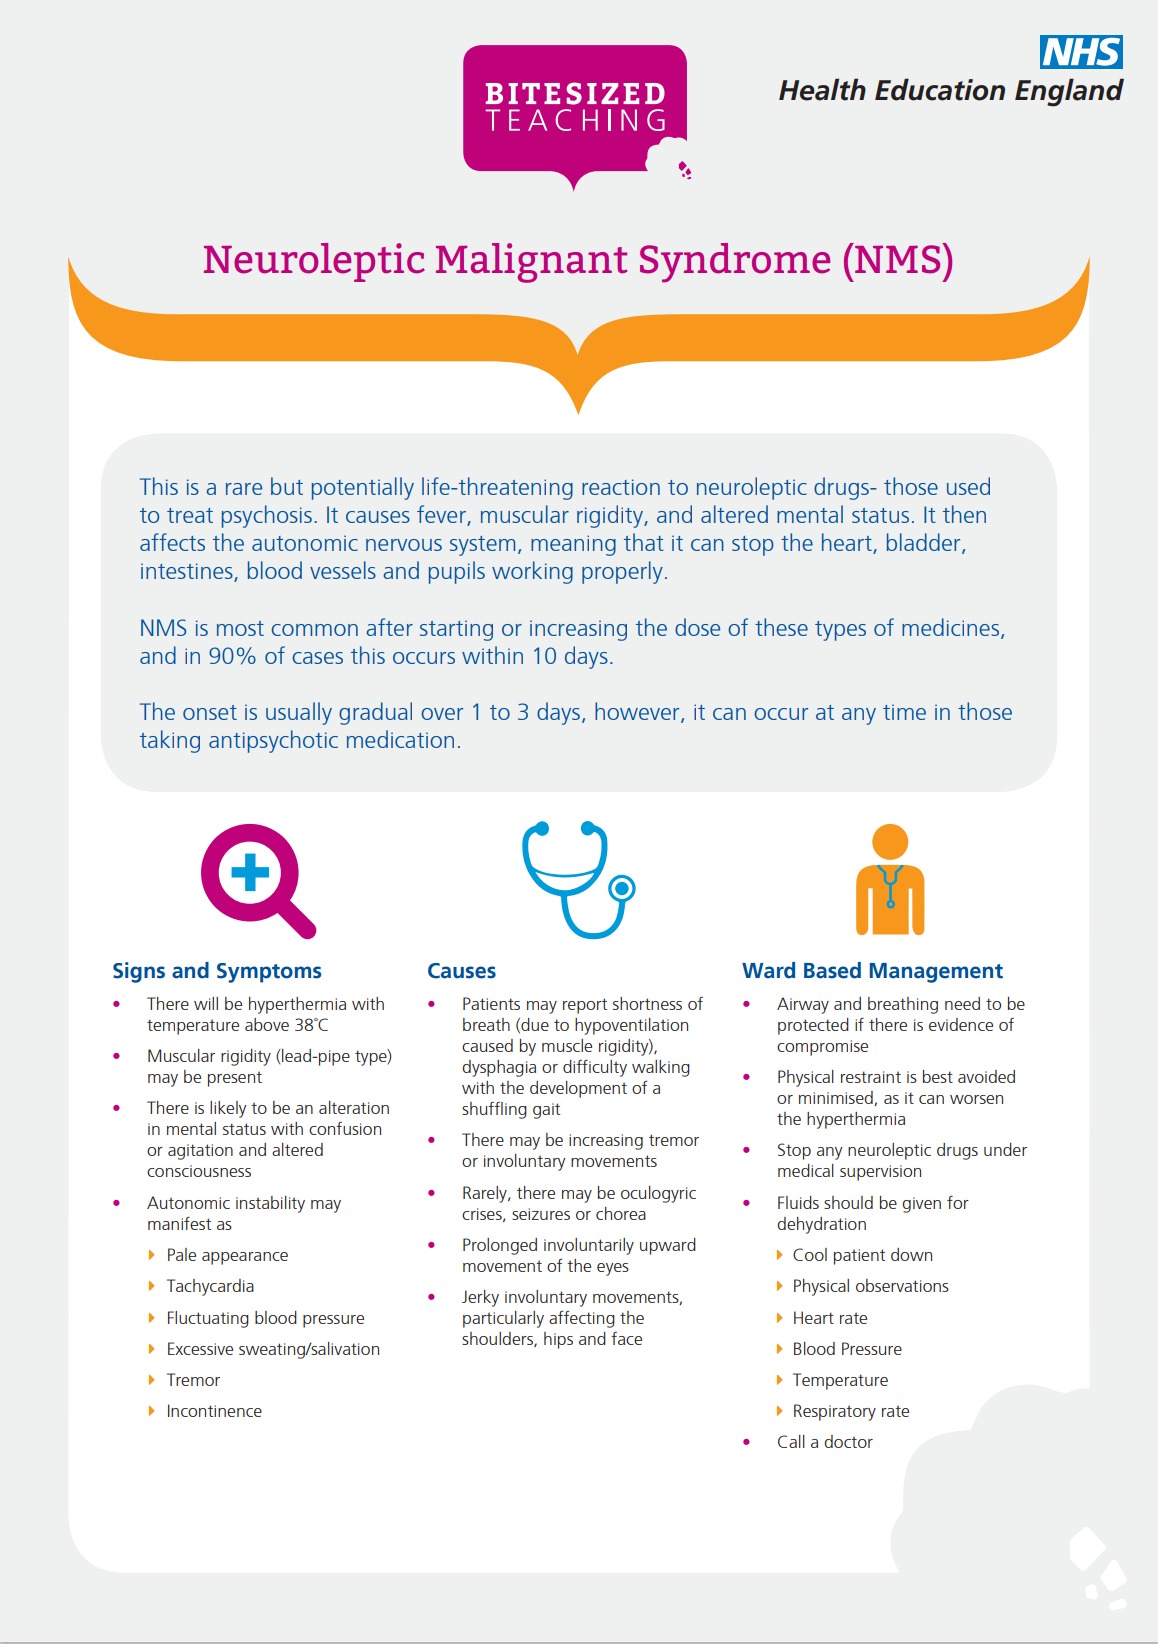 BITESIZED
TEACHING
NHS
Health Education England
Neuroleptic Malignant Syndrome (NMS)
This is a rare but potentially life-threatening reaction to neuroleptic drugs- those used
to treat psychosis. It causes fever, muscular rigidity, and altered mental status. It then
affects the autonomic nervous system, meaning that it can stop the heart, bladder,
intestines, blood vessels and pupils working properly.
NMS is most common after starting or increasing the dose of these types of medicines,
and in 90% of cases this occurs within 10 days.
The onset is usually gradual over 1 to 3 days, however, it can occur at any time in those
taking antipsychotic medication.
Signs and Symptoms
• There will be hyperthermia with
temperature above 38˚C
• Muscular rigidity (lead-pipe type)
may be present
• There is likely to be an alteration
in mental status with confusion
or agitation and altered
consciousness
• Autonomic instability may
manifest as
Pale appearance
Tachycardia
Fluctuating blood pressure
Excessive sweating/salivation
Tremor
Incontinence
Causes
• Patients may report shortness of
breath (due to hypoventilation
caused by muscle rigidity),
dysphagia or difficulty walking
with the development of a
shuffling gait
• There may be increasing tremor
or involuntary movements
• Rarely, there may be oculogyric
crises, seizures or chorea
• Prolonged involuntarily upward
movement of the eyes
• Jerky involuntary movements,
particularly affecting the
shoulders, hips and face
Ward Based Management
• Airway and breathing need to be
protected if there is evidence of
compromise
• Physical restraint is best avoided
or minimised, as it can worsen
the hyperthermia
• Stop any neuroleptic drugs under
medical supervision
• Fluids should be given for
dehydration
Cool patient down
Physical observations
Heart rate
Blood Pressure
Temperature
Respiratory rate
• Call a doctor